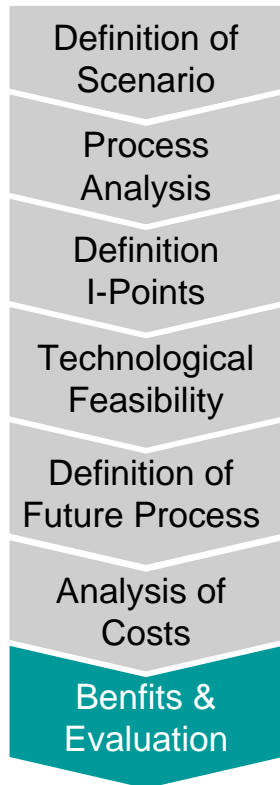 Definition of
Scenario
Process
Analysis
Definition
I-Points
Technological
Feasibility
Definition of
Future Process
Analysis of
Costs
Benfits &
Evaluation